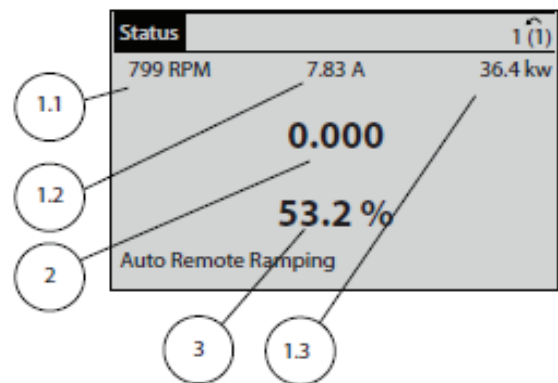 Status 1 (1)
799 RPM 7.83 A 36.4 kw
1.1
0.000
1.2
53.2 %
2
Auto Remote Ramping
3 1.3